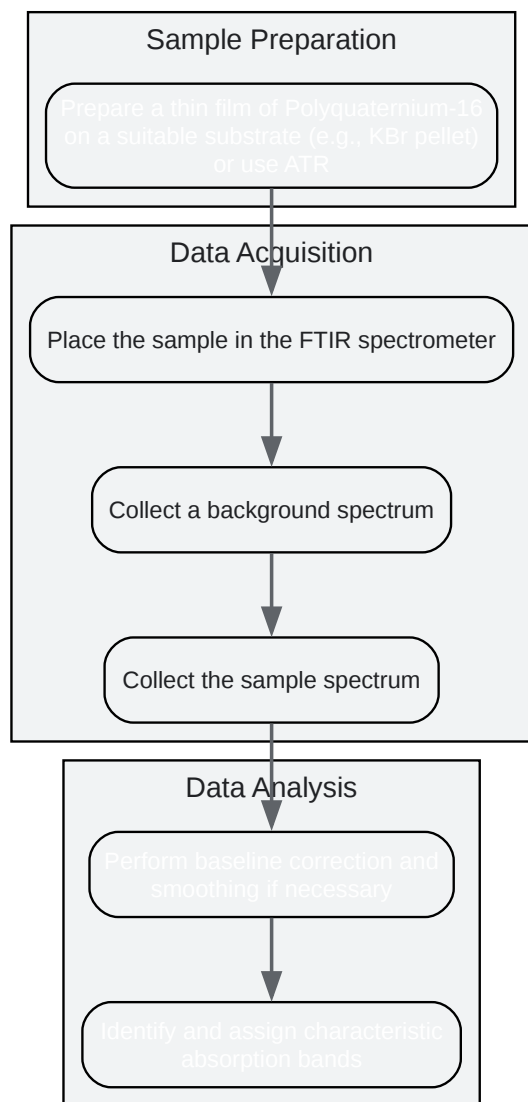 Sample Preparation
Prepare a thin film of Polyquaternium-16
on a suitable substrate (e.g., KBr pellet)
or use ATR
Data Acquisition
Place the sample in the FTIR spectrometer
Collect a background spectrum
Collect the sample spectrum
Data Analysis
Perform baseline correction and
smoothing if necessary
Identify and assign characteristic
absorption bands